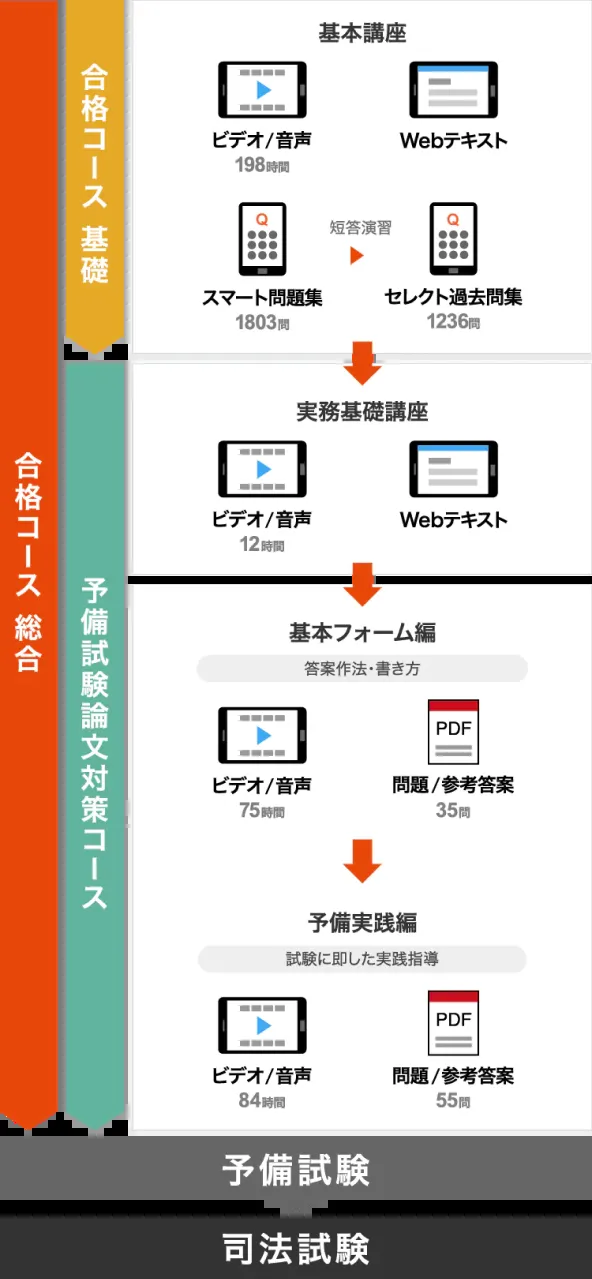 合格コース 総合
合格コース 基礎
基本講座
ビデオ/音声
198時間
Webテキスト
Q
スマート問題集
1803問
短答演習
Q
セレクト過去問集
1236問
予備試験論文対策コース
実務基礎講座
ビデオ/音声
12時間
Webテキスト
基本フォーム編
答案作法・書き方
ビデオ/音声
75時間
PDF
問題/参考答案
35問
予備実践編
試験に即した実践指導
ビデオ/音声
84時間
PDF
問題/参考答案
55問
予備試験
司法試験